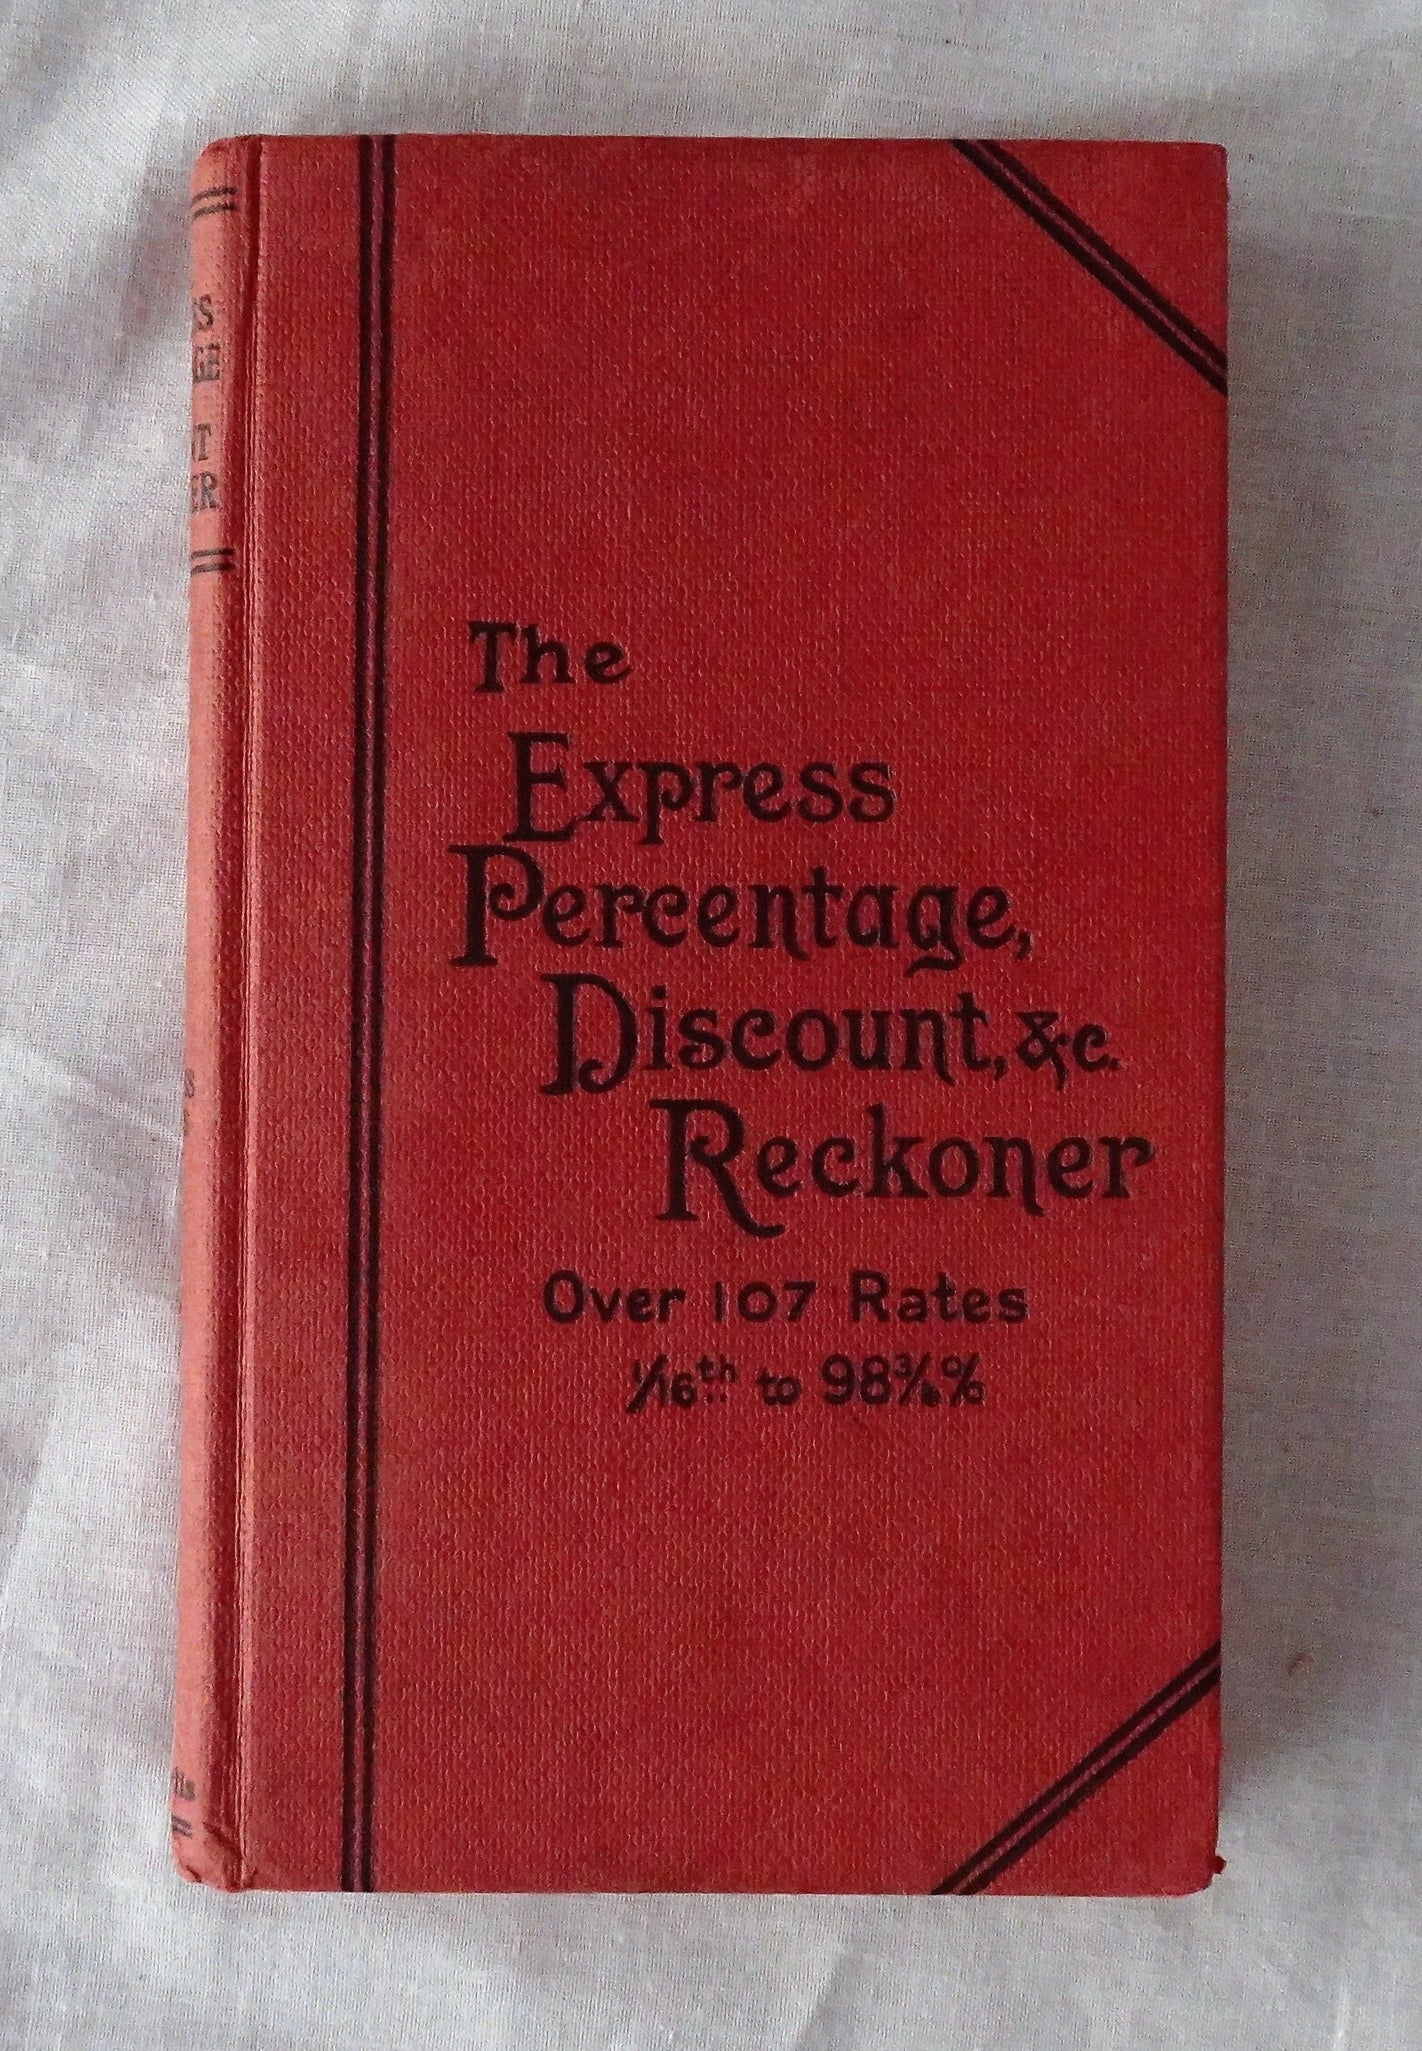 The
Express
Percentage,
Discount, &c.
Reckoner
Over 107 Rates
1/16th to 98¾%